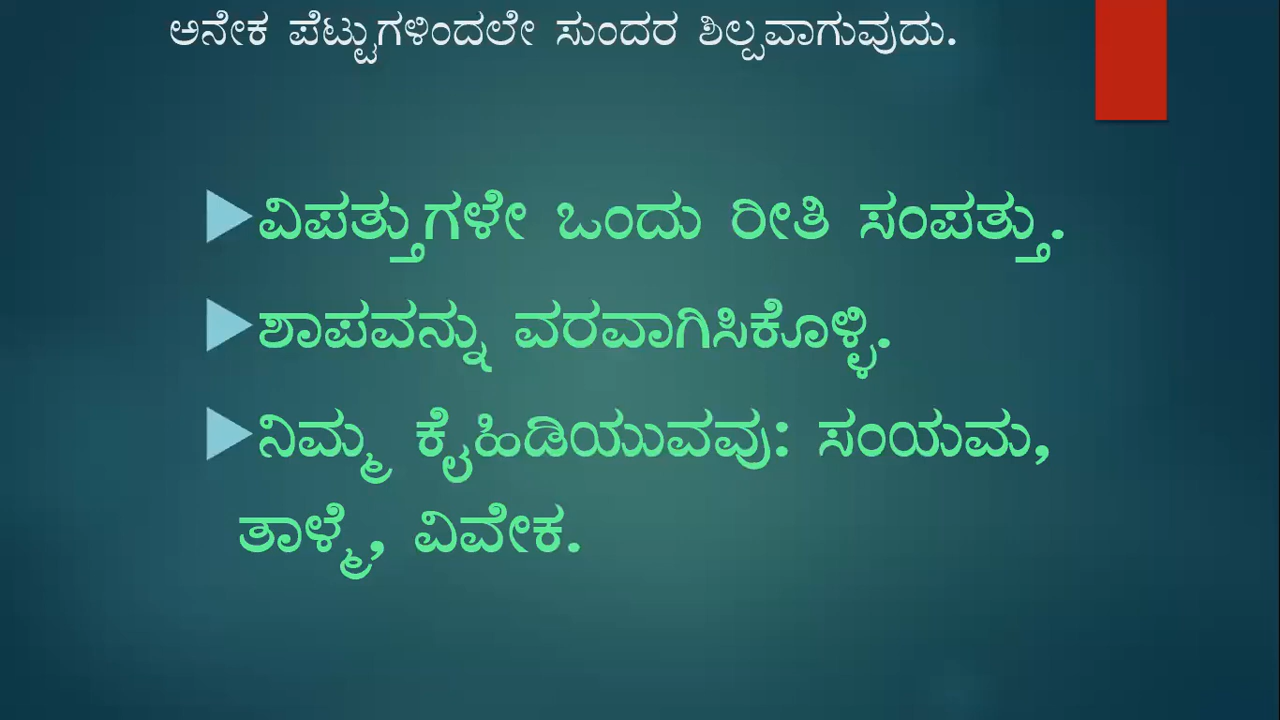 ಅನೇಕ ಪೆಟ್ಟುಗಳಿಂದಲೇ ಸುಂದರ ಶಿಲ್ಪವಾಗುವುದು.
ವಿಪತ್ತುಗಳೇ ಒಂದು ರೀತಿ ಸಂಪತ್ತು.
ಶಾಪವನ್ನು ವರವಾಗಿಸಿಕೊಳ್ಳಿ.
ನಿಮ್ಮ ಕೈಹಿಡಿಯುವವು: ಸಂಯಮ,
ತಾಳ್ಮೆ, ವಿವೇಕ.